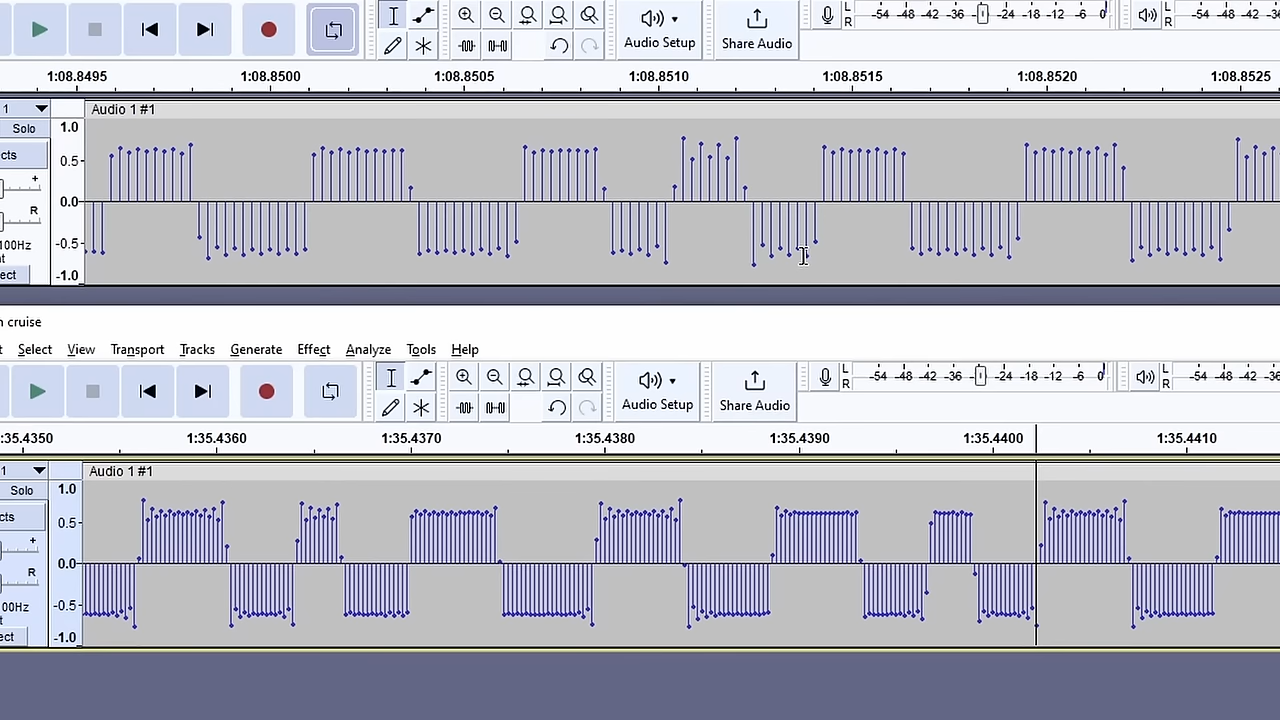 -54 -48 -42 -36 -24 -18 -12 -6 0
L
R
L
R
-54 -48 -42
Audio Setup
Share Audio
1:08.8495 1:08.8500 1:08.8505 1:08.8510 1:08.8515 1:08.8520 1:08.8525
1
Audio 1 #1
Solo
1.0
cts
0.5
+
R
0.0
100Hz
-0.5
ect
-1.0
n cruise
Select View Transport Tracks Generate Effect Analyze Tools Help
-54 -48 -42 -36 -24 -18 -12 -6 0
L
R
L
R
-54 -48 -42
Audio Setup
Share Audio
:35.4350 1:35.4360 1:35.4370 1:35.4380 1:35.4390 1:35.4400 1:35.4410
1
Audio 1 #1
Solo
1.0
cts
0.5
+
R
0.0
00Hz
-0.5
ect
-1.0